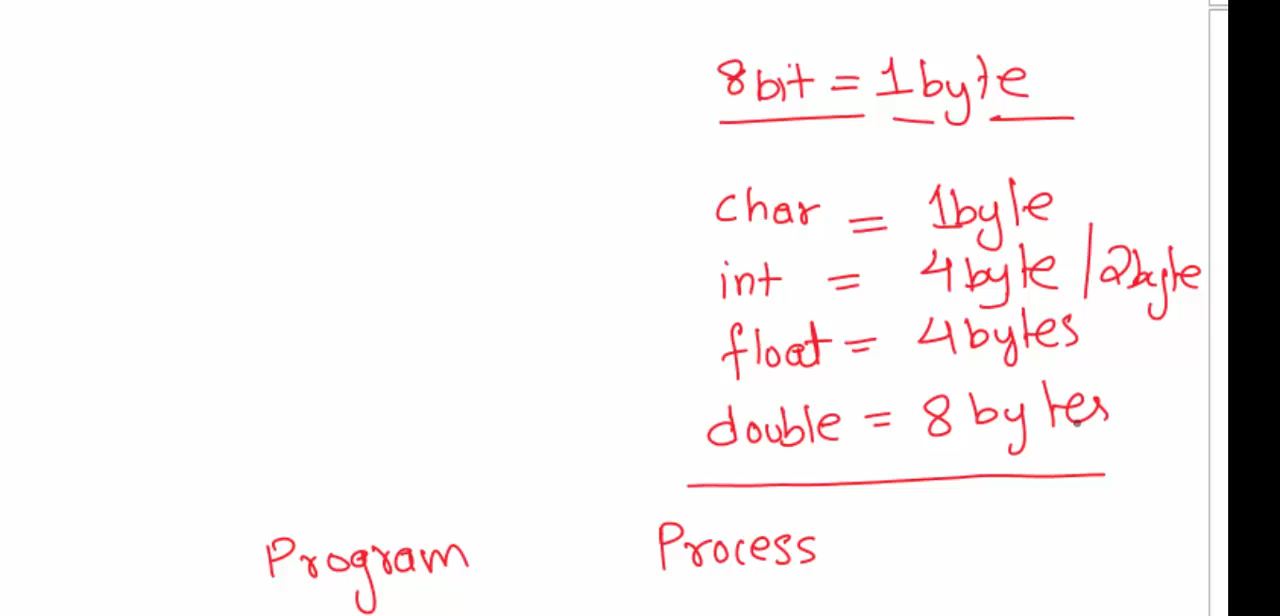 8bit = 1byte
char = 1byte
int = 4byte / 2byte
float = 4bytes
double = 8 bytes
Program Process